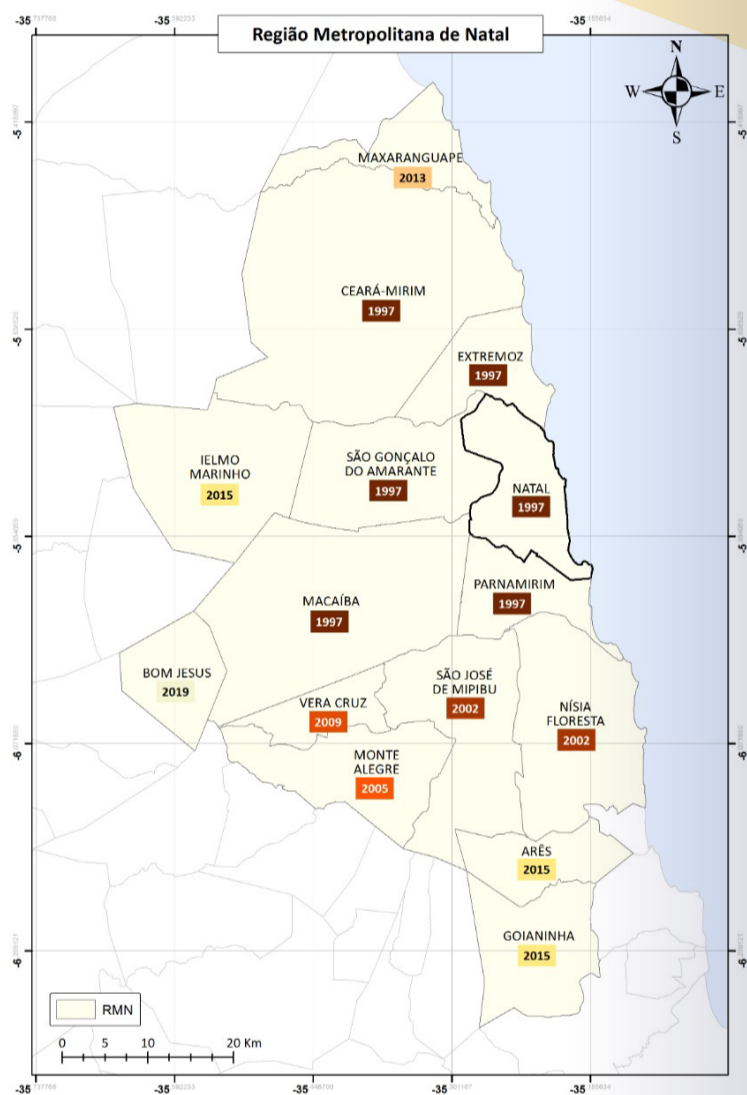 Região Metropolitana de Natal
N
W
E
S
-35
-35
-35
-5
-5
-5
-5
-5
-5
-6
-6
-6
-6
MAXARANGUAPE
2013
CEARÁ-MIRIM
1997
EXTREMOZ
1997
IELMO
MARINHO
2015
SÃO GONÇALO
DO AMARANTE
1997
NATAL
1997
MACAÍBA
1997
PARNAMIRIM
1997
BOM JESUS
2019
VERA CRUZ
2009
SÃO JOSÉ
DE MIPIBU
2002
NÍSIA
FLORESTA
2002
MONTE
ALEGRE
2005
ARÊS
2015
GOIANINHA
2015
RMN
0 5 10 20 Km
-35
-35
-35
-35
-35